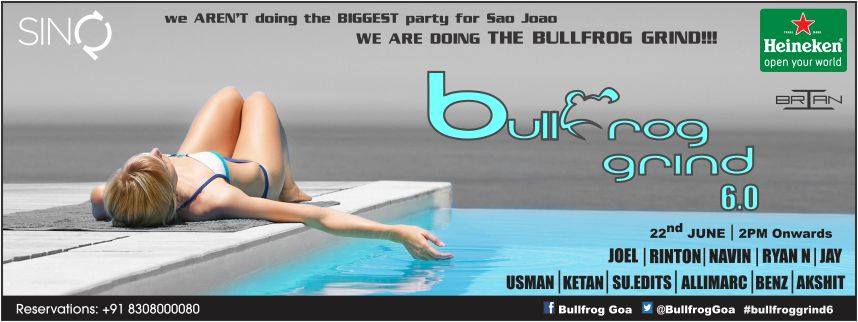 SINQ
we AREN'T doing the BIGGEST party for Sao Joao
WE ARE DOING THE BULLFROG GRIND!!!
TRADE MARK
Heineken
open your world
BRIAN
bullfrog
grind
6.0
22nd JUNE | 2PM Onwards
JOEL | RINTON | NAVIN | RYAN N | JAY
USMAN | KETAN | SU.EDITS | ALLIMARC | BENZ | AKSHIT
Reservations: +91 8308000080
f Bullfrog Goa @BullfrogGoa #bullfroggrind6